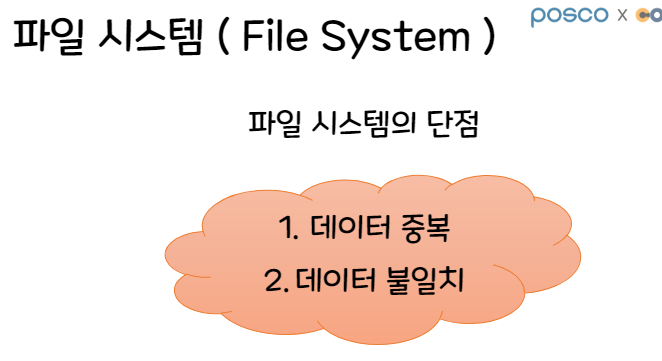 파일 시스템 ( File System )
posco x
파일 시스템의 단점
1. 데이터 중복
2. 데이터 불일치